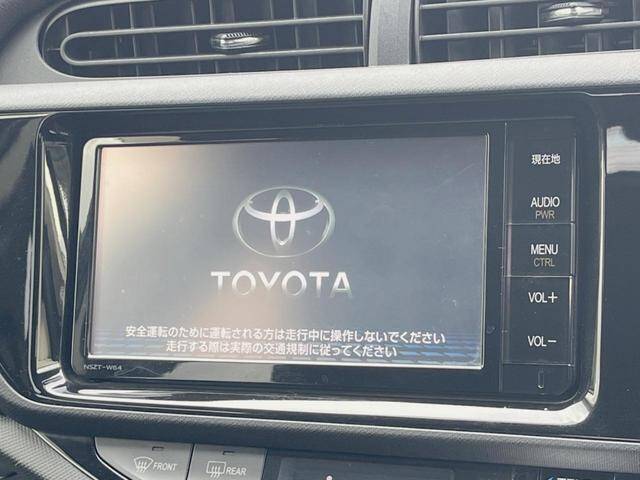 現在地
AUDIO
PWR
MENU
CTRL
VOL+
VOL-
TOYOTA
安全運転のために運転される方は走行中に操作しないでください
走行する際は実際の交通規制に従ってください
NSZT-W64
FRONT
REAR